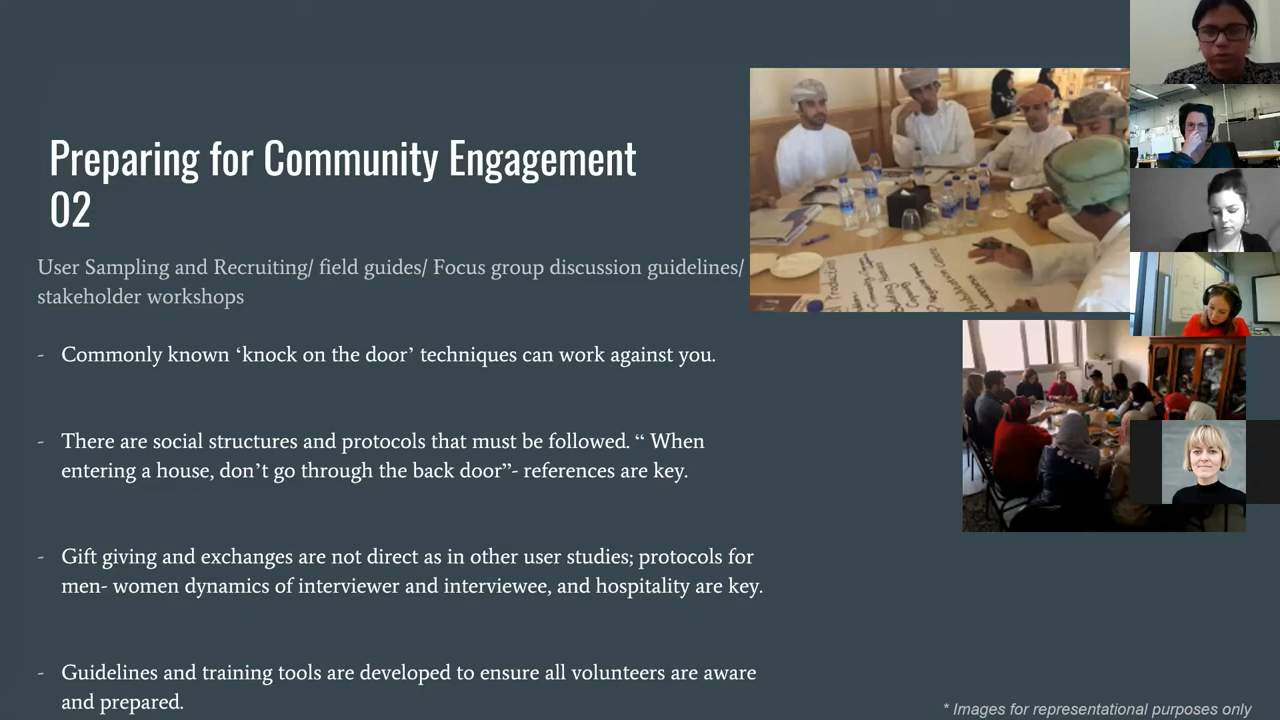 Preparing for Community Engagement
02
User Sampling and Recruiting/ field guides/ Focus group discussion guidelines/
stakeholder workshops
- Commonly known ‘knock on the door’ techniques can work against you.
- There are social structures and protocols that must be followed. “ When
entering a house, don’t go through the back door”- references are key.
- Gift giving and exchanges are not direct as in other user studies; protocols for
men- women dynamics of interviewer and interviewee, and hospitality are key.
- Guidelines and training tools are developed to ensure all volunteers are aware
and prepared.
* Images for representational purposes only